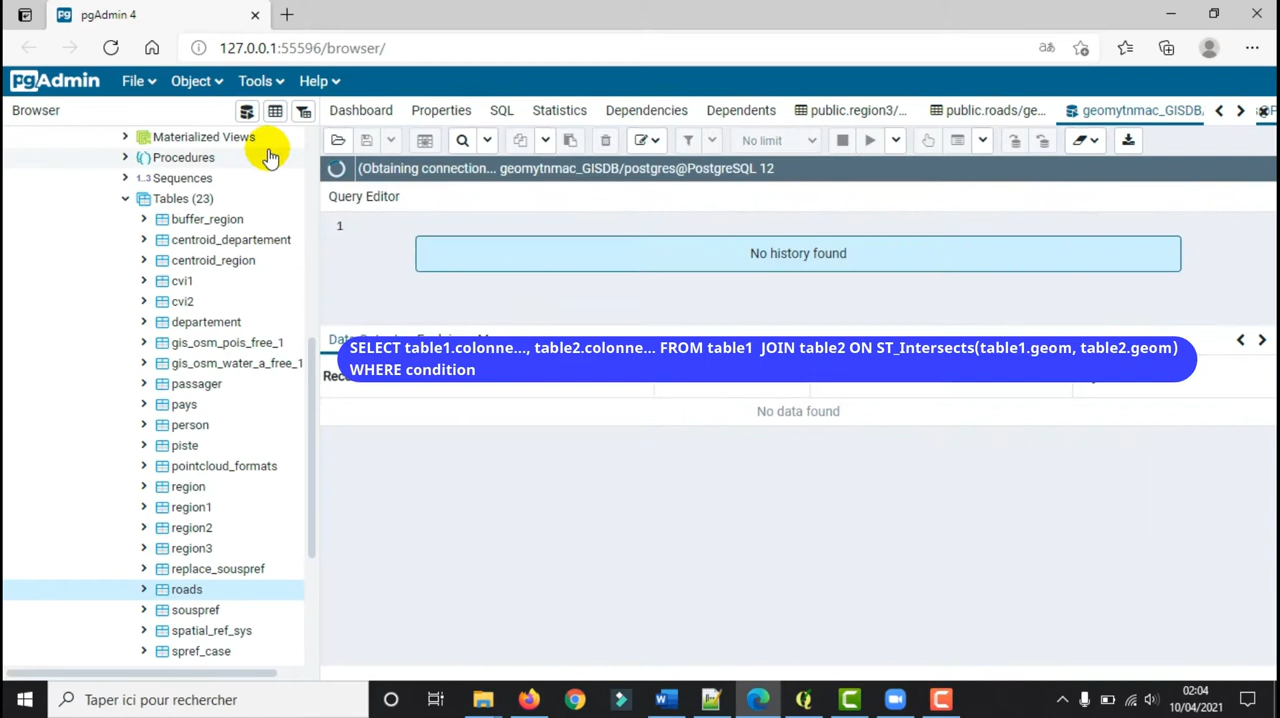 pgAdmin 4
127.0.0.1:55596/browser/
pgAdmin File Object Tools Help
Browser
Dashboard Properties SQL Statistics Dependencies Dependents public.region3/... public.roads/ge... geomytnmac_GISDB/
No limit
(Obtaining connection... geomytnmac_GISDB/postgres@PostgreSQL 12
Query Editor
1
No history found
Materialized Views
Procedures
1..3 Sequences
Tables (23)
buffer_region
centroid_departement
centroid_region
cvi1
cvi2
departement
gis_osm_pois_free_1
gis_osm_water_a_free_1
passager
pays
person
piste
pointcloud_formats
region
region1
region2
region3
replace_souspref
roads
souspref
spatial_ref_sys
spref_case
SELECT table1.colonne..., table2.colonne... FROM table1 JOIN table2 ON ST_Intersects(table1.geom, table2.geom)
WHERE condition
No data found
Taper ici pour rechercher
02:04
10/04/2021